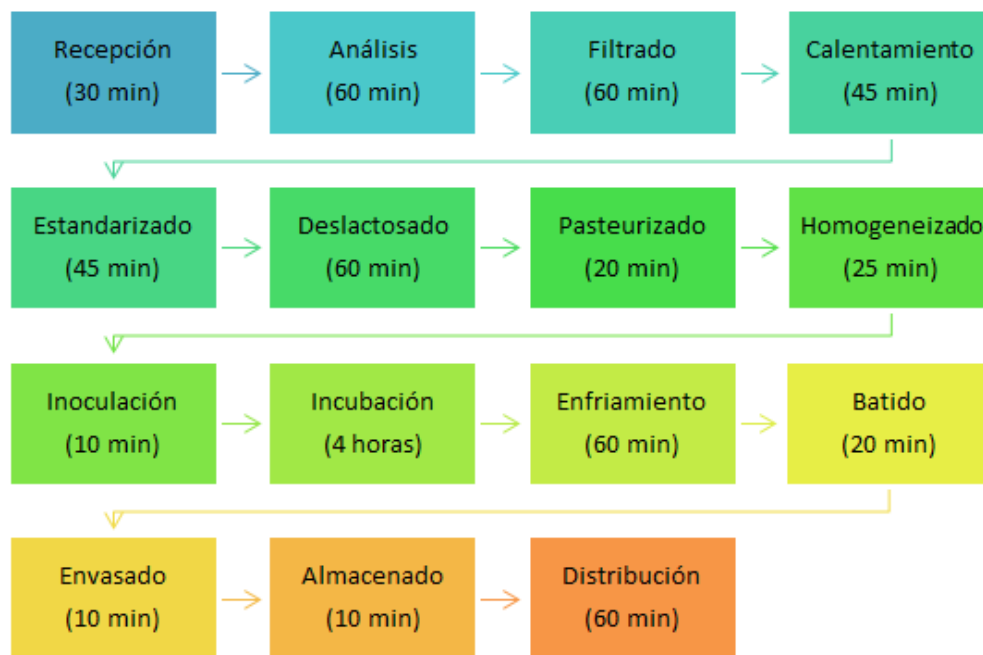 Recepción
(30 min)
Análisis
(60 min)
Filtrado
(60 min)
Calentamiento
(45 min)
Estandarizado
(45 min)
Deslactosado
(60 min)
Pasteurizado
(20 min)
Homogeneizado
(25 min)
Inoculación
(10 min)
Incubación
(4 horas)
Enfriamiento
(60 min)
Batido
(20 min)
Envasado
(10 min)
Almacenado
(10 min)
Distribución
(60 min)